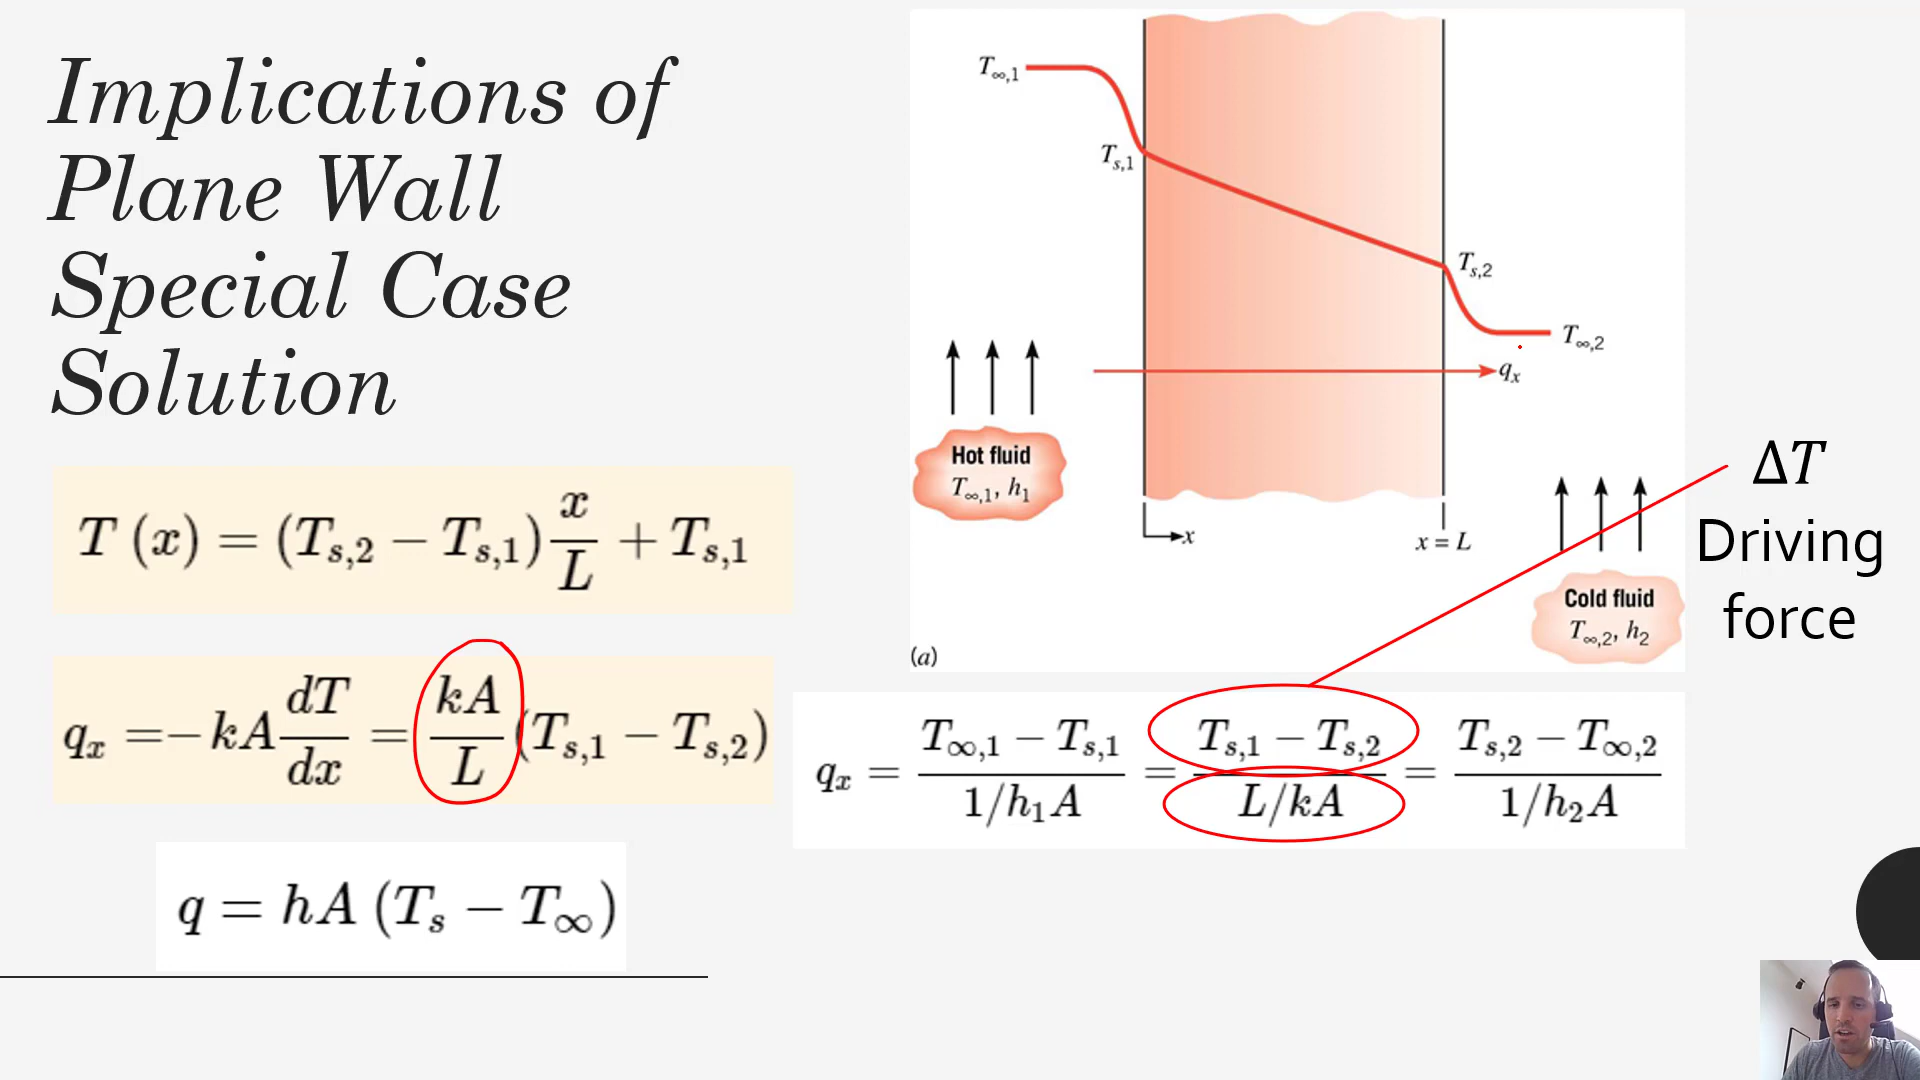 Implications of
Plane Wall
Special Case
Solution
T (x) = (T_{s,2} − T_{s,1}) x/L + T_{s,1}
q_x = −kA dT/dx = kA/L (T_{s,1} − T_{s,2})
q = hA (T_s − T_∞)
T_{∞,1}
T_{s,1}
T_{s,2}
T_{∞,2}
q_x
Hot fluid
T_{∞,1}, h_1
x
x = L
Cold fluid
T_{∞,2}, h_2
(a)
ΔT
Driving
force
q_x = (T_{∞,1} − T_{s,1})/(1/h_1A) = (T_{s,1} − T_{s,2})/(L/kA) = (T_{s,2} − T_{∞,2})/(1/h_2A)